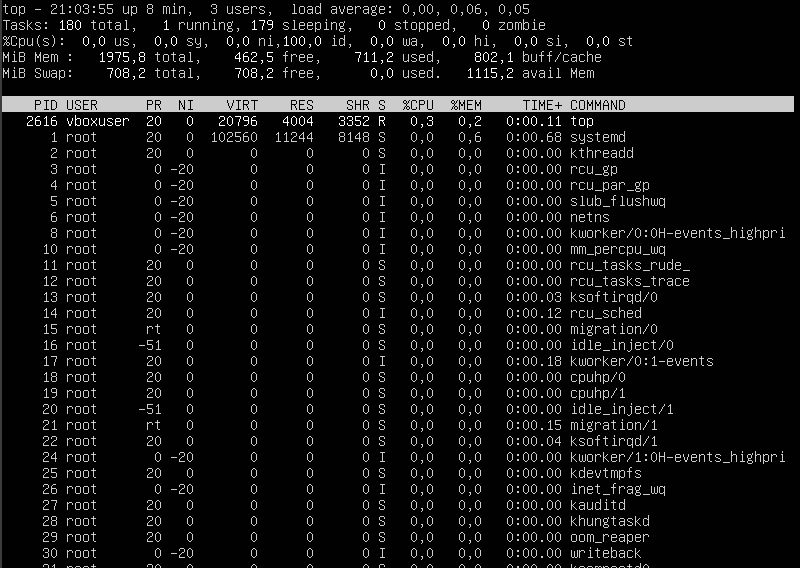 top - 21:03:55 up 8 min,  3 users,  load average: 0,00, 0,06, 0,05
Tasks: 180 total,   1 running, 179 sleeping,   0 stopped,   0 zombie
%Cpu(s):  0,0 us,  0,0 sy,  0,0 ni,100,0 id,  0,0 wa,  0,0 hi,  0,0 si,  0,0 st
MiB Mem :   1975,8 total,    462,5 free,    711,2 used,    802,1 buff/cache
MiB Swap:    708,2 total,    708,2 free,      0,0 used.   1115,2 avail Mem
PID USER      PR  NI    VIRT    RES    SHR S  %CPU  %MEM     TIME+ COMMAND
2616 vboxuser  20   0   20796   4004   3352 R   0,3   0,2   0:00.11 top
1 root      20   0  102560  11244   8148 S   0,0   0,6   0:00.68 systemd
2 root      20   0       0      0      0 S   0,0   0,0   0:00.00 kthreadd
3 root       0 -20       0      0      0 I   0,0   0,0   0:00.00 rcu_gp
4 root       0 -20       0      0      0 I   0,0   0,0   0:00.00 rcu_par_gp
5 root       0 -20       0      0      0 I   0,0   0,0   0:00.00 slub_flushwq
6 root       0 -20       0      0      0 I   0,0   0,0   0:00.00 netns
8 root       0 -20       0      0      0 I   0,0   0,0   0:00.00 kworker/0:0H-events_highpri
10 root       0 -20       0      0      0 I   0,0   0,0   0:00.00 mm_percpu_wq
11 root      20   0       0      0      0 S   0,0   0,0   0:00.00 rcu_tasks_rude_
12 root      20   0       0      0      0 S   0,0   0,0   0:00.00 rcu_tasks_trace
13 root      20   0       0      0      0 S   0,0   0,0   0:00.03 ksoftirqd/0
14 root      20   0       0      0      0 I   0,0   0,0   0:00.12 rcu_sched
15 root      rt   0       0      0      0 S   0,0   0,0   0:00.00 migration/0
16 root     -51   0       0      0      0 S   0,0   0,0   0:00.00 idle_inject/0
17 root      20   0       0      0      0 I   0,0   0,0   0:00.18 kworker/0:1-events
18 root      20   0       0      0      0 S   0,0   0,0   0:00.00 cpuhp/0
19 root      20   0       0      0      0 S   0,0   0,0   0:00.00 cpuhp/1
20 root     -51   0       0      0      0 S   0,0   0,0   0:00.00 idle_inject/1
21 root      rt   0       0      0      0 S   0,0   0,0   0:00.15 migration/1
22 root      20   0       0      0      0 S   0,0   0,0   0:00.04 ksoftirqd/1
24 root       0 -20       0      0      0 I   0,0   0,0   0:00.00 kworker/1:0H-events_highpri
25 root      20   0       0      0      0 S   0,0   0,0   0:00.00 kdevtmpfs
26 root       0 -20       0      0      0 I   0,0   0,0   0:00.00 inet_frag_wq
27 root      20   0       0      0      0 S   0,0   0,0   0:00.00 kauditd
28 root      20   0       0      0      0 S   0,0   0,0   0:00.00 khungtaskd
29 root      20   0       0      0      0 S   0,0   0,0   0:00.00 oom_reaper
30 root       0 -20       0      0      0 I   0,0   0,0   0:00.00 writeback